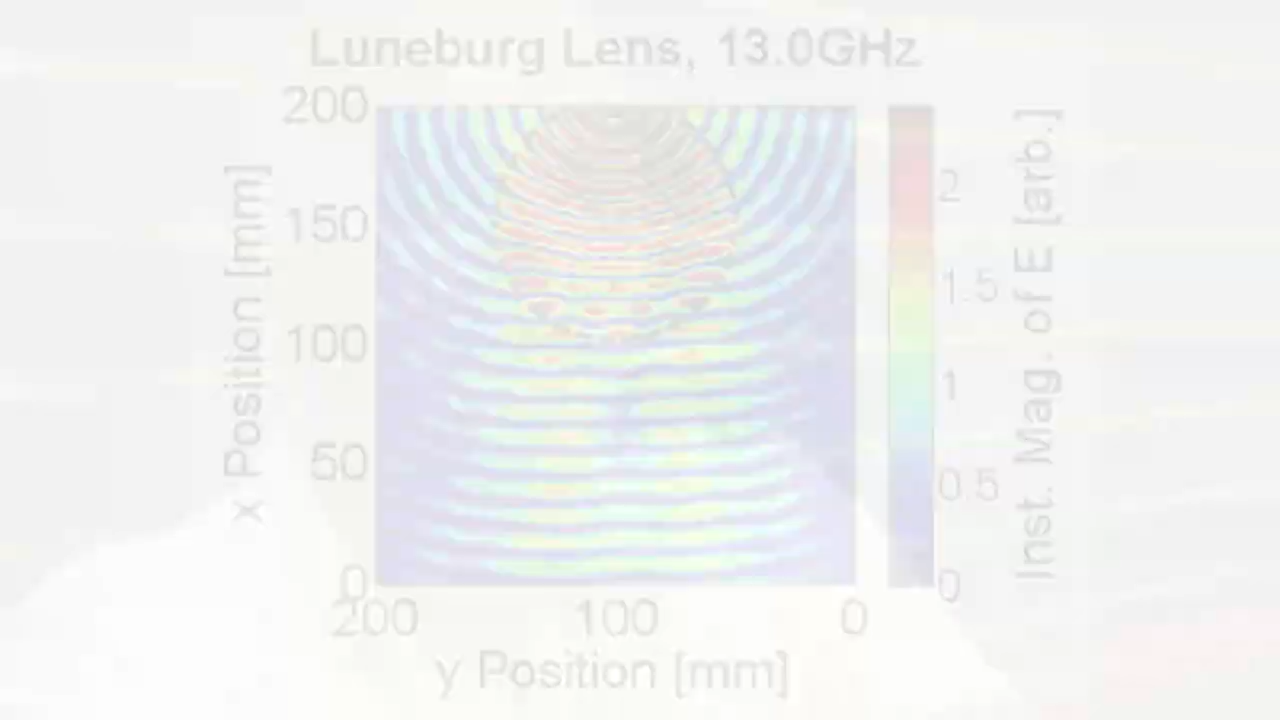 Luneburg Lens, 13.0GHz
200
150
100
50
0
x Position [mm]
200 100 0
y Position [mm]
2
1.5
1
0.5
0
Inst. Mag. of E [arb.]